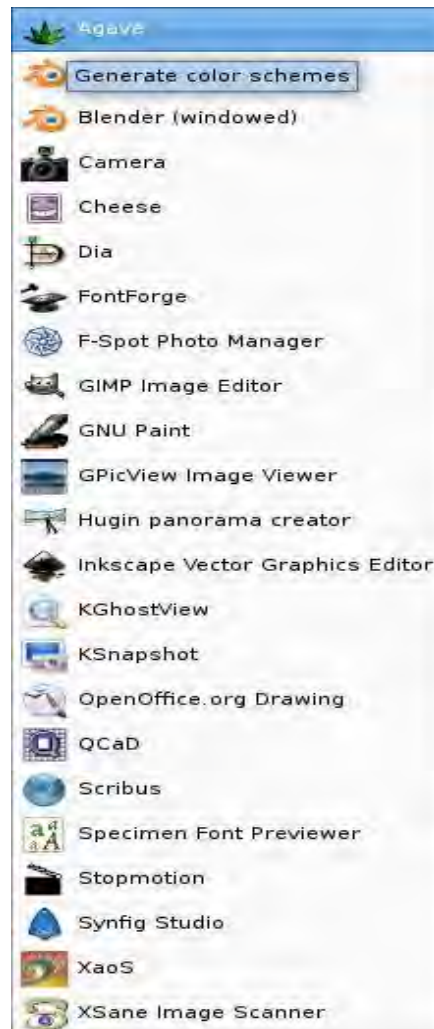 Agave
Generate color schemes
Blender (windowed)
Camera
Cheese
Dia
FontForge
F-Spot Photo Manager
GIMP Image Editor
GNU Paint
GPicView Image Viewer
Hugin panorama creator
Inkscape Vector Graphics Editor
KGhostView
KSnapshot
OpenOffice.org Drawing
QCaD
Scribus
Specimen Font Previewer
Stopmotion
Synfig Studio
XaoS
XSane Image Scanner